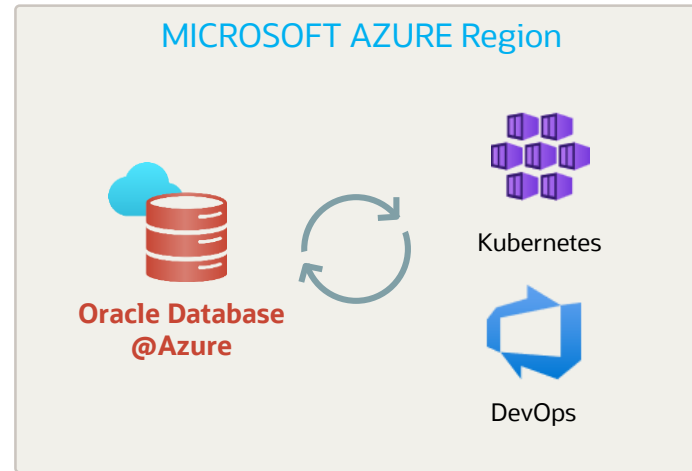 MICROSOFT AZURE Region
Oracle Database
@Azure
Kubernetes
DevOps